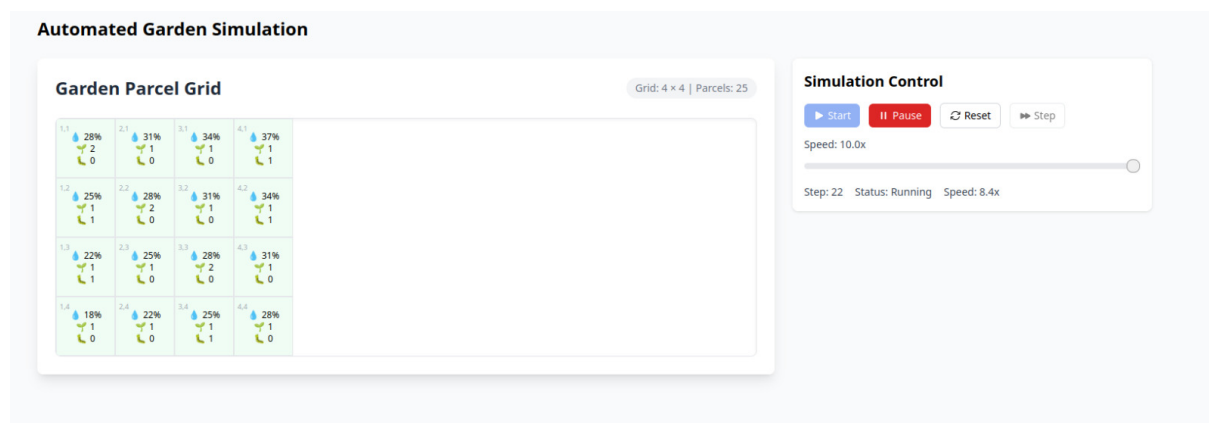 Automated Garden Simulation
Garden Parcel Grid
Grid: 4 × 4 | Parcels: 25
1,1 2,1 3,1 4,1
28% 31% 34% 37%
2 1 1 1
0 0 0 1
1,2 2,2 3,2 4,2
25% 28% 31% 34%
1 2 1 1
1 0 0 1
1,3 2,3 3,3 4,3
22% 25% 28% 31%
1 1 2 1
1 0 0 0
1,4 2,4 3,4 4,4
18% 22% 25% 28%
1 1 1 1
0 0 1 0
Simulation Control
Start Pause Reset Step
Speed: 10.0x
Step: 22 Status: Running Speed: 8.4x